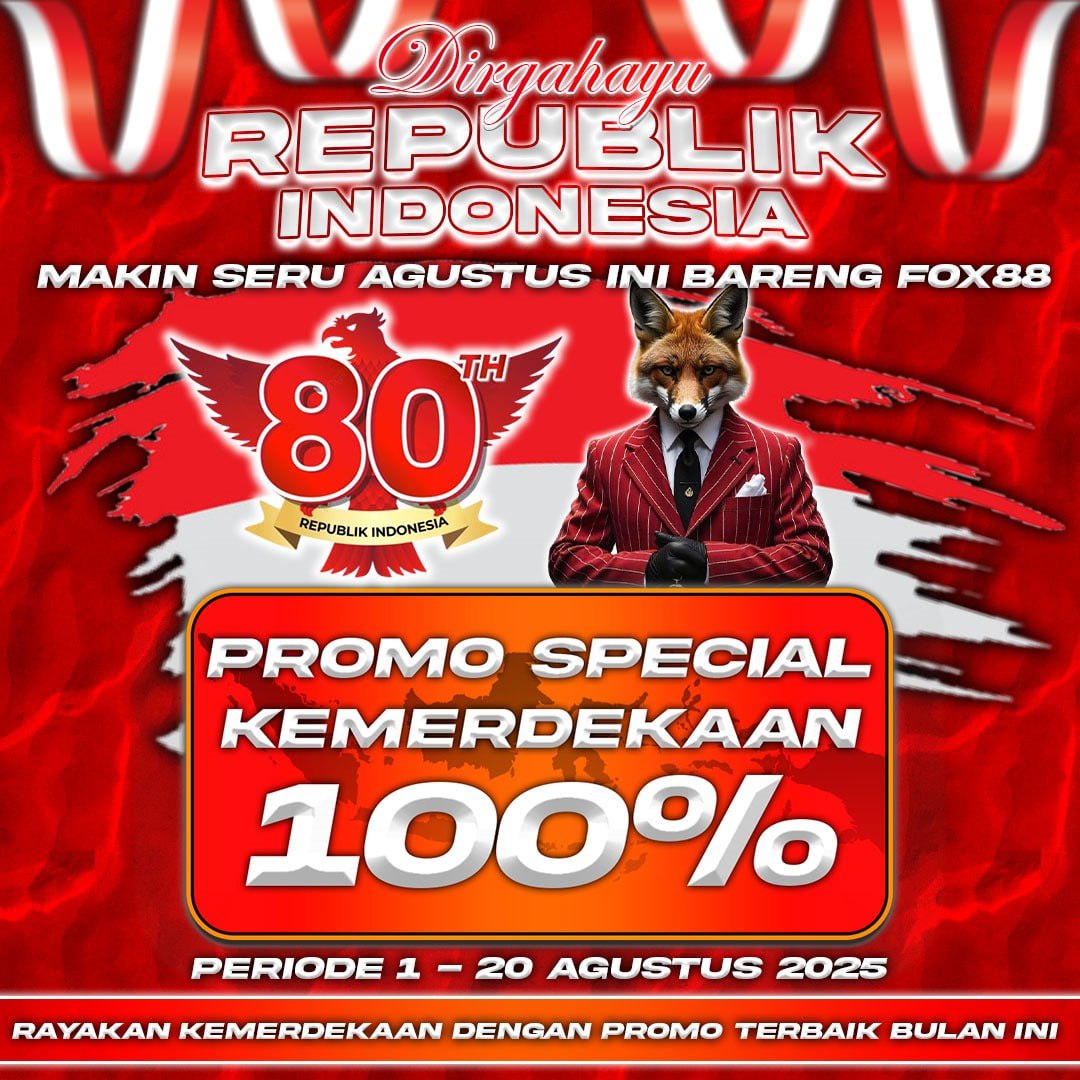 Dirgahayu
REPUBLIK
INDONESIA
MAKIN SERU AGUSTUS INI BARENG FOX88
80TH
REPUBLIK INDONESIA
PROMO SPECIAL
KEMERDEKAAN
100%
PERIODE 1 - 20 AGUSTUS 2025
RAYAKAN KEMERDEKAAN DENGAN PROMO TERBAIK BULAN INI